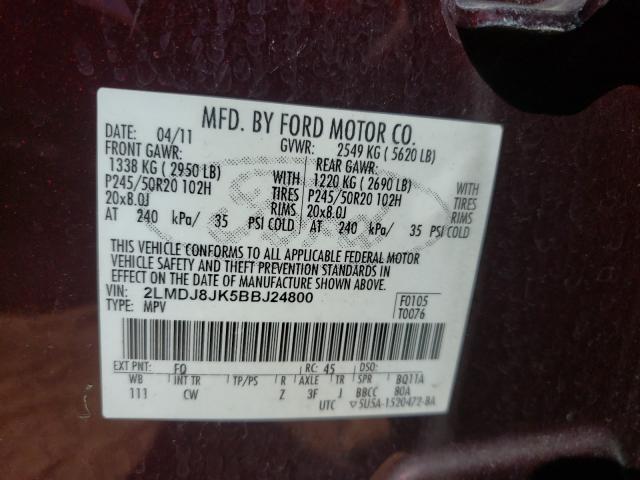 MFD. BY FORD MOTOR CO.
DATE: 04/11 GVWR: 2549 KG ( 5620 LB)
FRONT GAWR: REAR GAWR:
1338 KG ( 2950 LB) WITH 1220 KG ( 2690 LB) WITH
P245/50R20 102H TIRES P245/50R20 102H TIRES
20x8.0J RIMS 20x8.0J RIMS
AT 240 kPa/ 35 PSI COLD AT 240 kPa/ 35 PSI COLD
THIS VEHICLE CONFORMS TO ALL APPLICABLE FEDERAL MOTOR
VEHICLE SAFETY AND THEFT PREVENTION STANDARDS IN
EFFECT ON THE DATE OF MANUFACTURE SHOWN ABOVE.
VIN: 2LMDJ8JK5BBJ24800 F0105
TYPE: MPV T0076
EXT PNT: FQ RC: 45 DSO:
WB INT TR TP/PS R AXLE TR SPR BQ11A
111 CW Z 3F J BBCC 80A
UTC ▽5U5A-1520472-BA